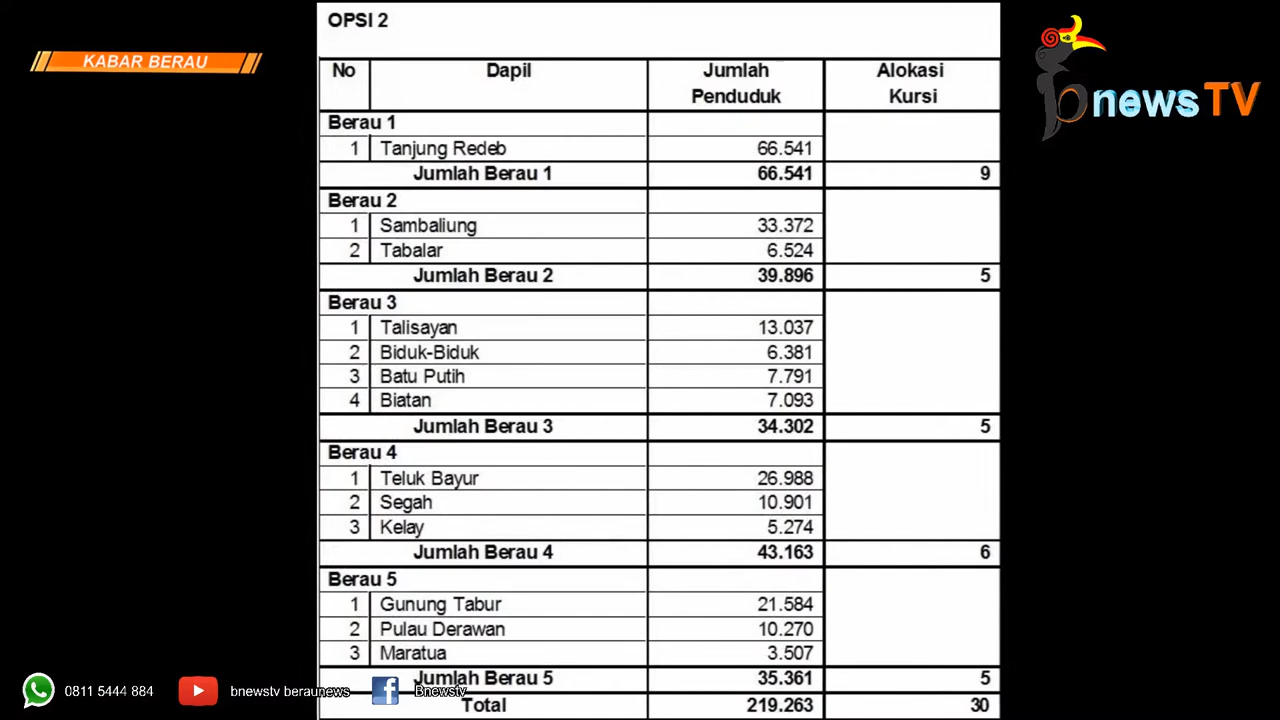 OPSI 2
KABAR BERAU
bnews TV
No Dapil Jumlah Penduduk Alokasi Kursi
Berau 1
1 Tanjung Redeb 66.541
Jumlah Berau 1 66.541 9
Berau 2
1 Sambaliung 33.372
2 Tabalar 6.524
Jumlah Berau 2 39.896 5
Berau 3
1 Talisayan 13.037
2 Biduk-Biduk 6.381
3 Batu Putih 7.791
4 Biatan 7.093
Jumlah Berau 3 34.302 5
Berau 4
1 Teluk Bayur 26.988
2 Segah 10.901
3 Kelay 5.274
Jumlah Berau 4 43.163 6
Berau 5
1 Gunung Tabur 21.584
2 Pulau Derawan 10.270
3 Maratua 3.507
Jumlah Berau 5 35.361 5
Total 219.263 30
0811 5444 884 bnewstv beraunews Bnewstv